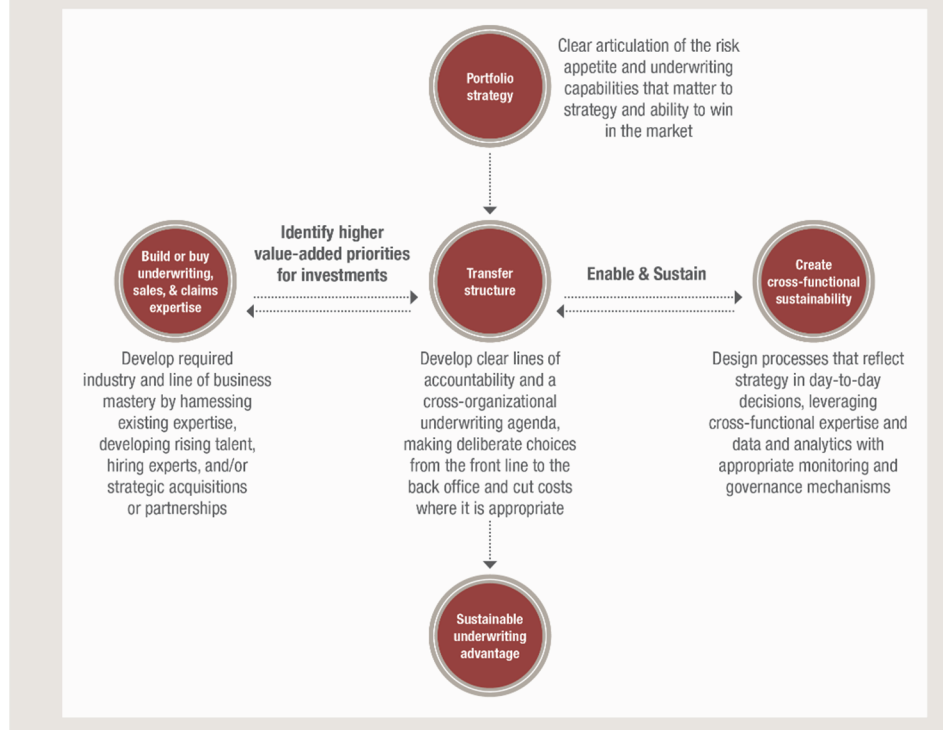 Portfolio
strategy
Clear articulation of the risk
appetite and underwriting
capabilities that matter to
strategy and ability to win
in the market
Build or buy
underwriting,
sales, & claims
expertise
Identify higher
value-added priorities
for investments
Transfer
structure
Enable & Sustain
Create
cross-functional
sustainability
Develop required
industry and line of business
mastery by harnessing
existing expertise,
developing rising talent,
hiring experts, and/or
strategic acquisitions
or partnerships
Develop clear lines of
accountability and a
cross-organizational
underwriting agenda,
making deliberate choices
from the front line to the
back office and cut costs
where it is appropriate
Design processes that reflect
strategy in day-to-day
decisions, leveraging
cross-functional expertise and
data and analytics with
appropriate monitoring and
governance mechanisms
Sustainable
underwriting
advantage